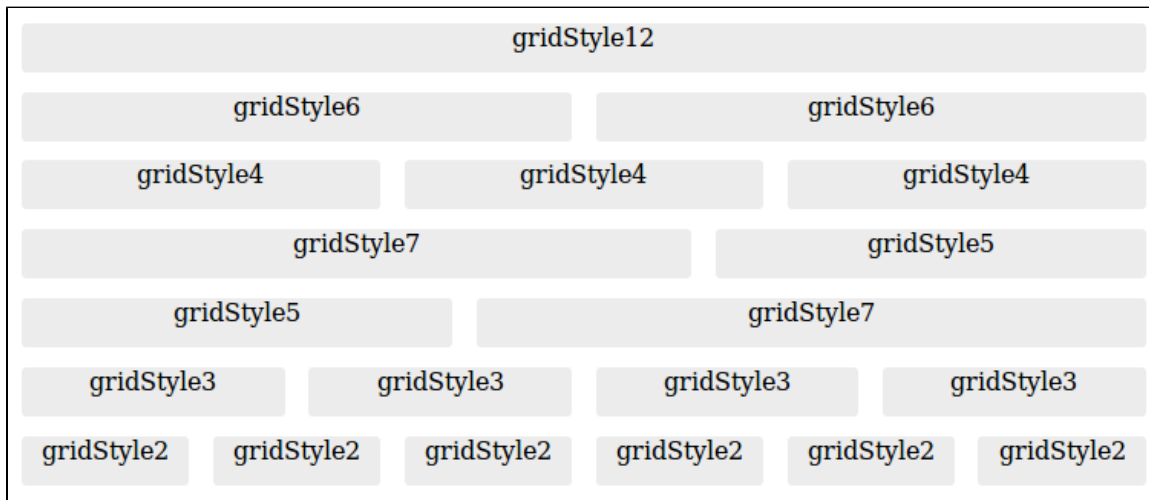 gridStyle12
gridStyle6 gridStyle6
gridStyle4 gridStyle4 gridStyle4
gridStyle7 gridStyle5
gridStyle5 gridStyle7
gridStyle3 gridStyle3 gridStyle3 gridStyle3
gridStyle2 gridStyle2 gridStyle2 gridStyle2 gridStyle2 gridStyle2